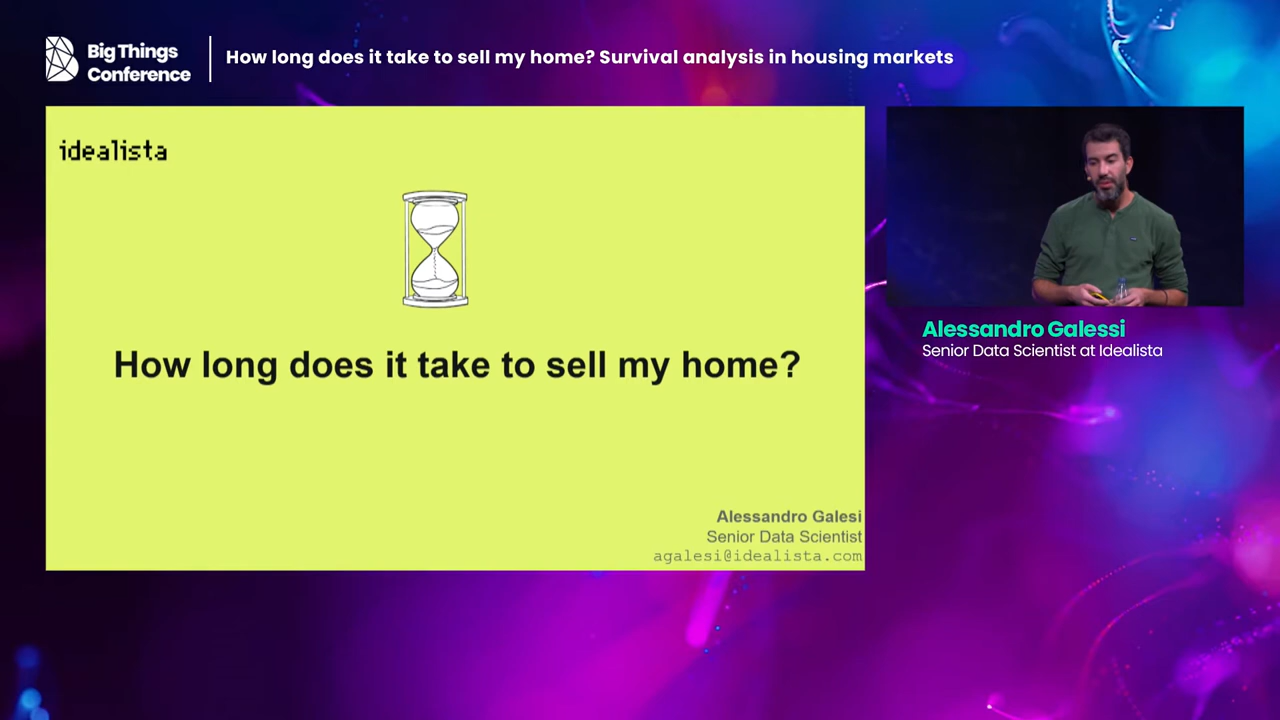 Big Things
Conference
How long does it take to sell my home? Survival analysis in housing markets
idealista
How long does it take to sell my home?
Alessandro Galesi
Senior Data Scientist
agalesi@idealista.com
Alessandro Galessi
Senior Data Scientist at Idealista